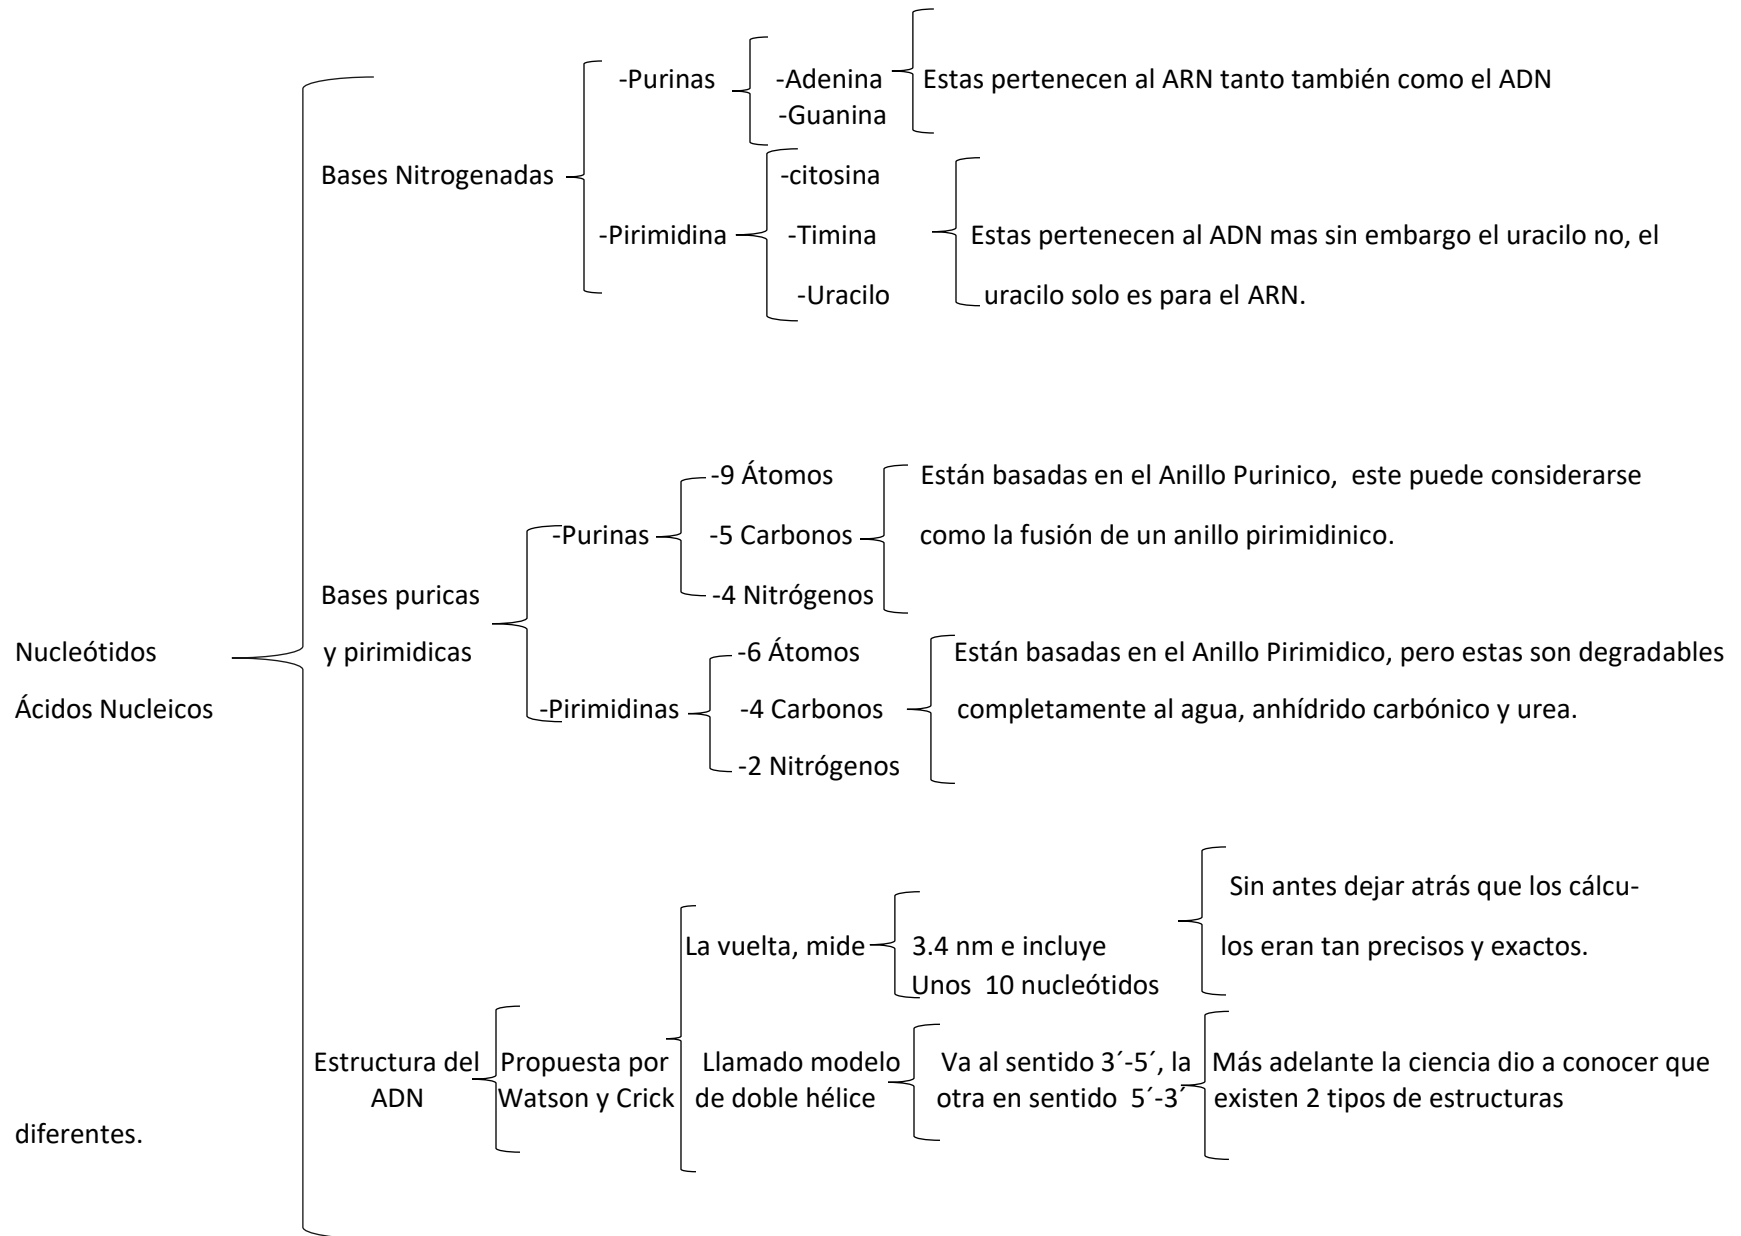 -Purinas
-Adenina
-Guanina
Estas pertenecen al ARN tanto también como el ADN
Bases Nitrogenadas
-Pirimidina
-citosina
-Timina
-Uracilo
Estas pertenecen al ADN mas sin embargo el uracilo no, el
uracilo solo es para el ARN.
Nucleótidos
Ácidos Nucleicos
Bases puricas
y pirimidicas
-Purinas
-9 Átomos
-5 Carbonos
-4 Nitrógenos
Están basadas en el Anillo Purinico,  este puede considerarse
como la fusión de un anillo pirimidinico.
-Pirimidinas
-6 Átomos
-4 Carbonos
-2 Nitrógenos
Están basadas en el Anillo Pirimidico, pero estas son degradables
completamente al agua, anhídrido carbónico y urea.
Estructura del
ADN
Propuesta por
Watson y Crick
La vuelta, mide
3.4 nm e incluye
Unos  10 nucleótidos
Sin antes dejar atrás que los cálcu-
los eran tan precisos y exactos.
Llamado modelo
de doble hélice
Va al sentido 3´-5´, la
otra en sentido  5´-3´
Más adelante la ciencia dio a conocer que
existen 2 tipos de estructuras
diferentes.